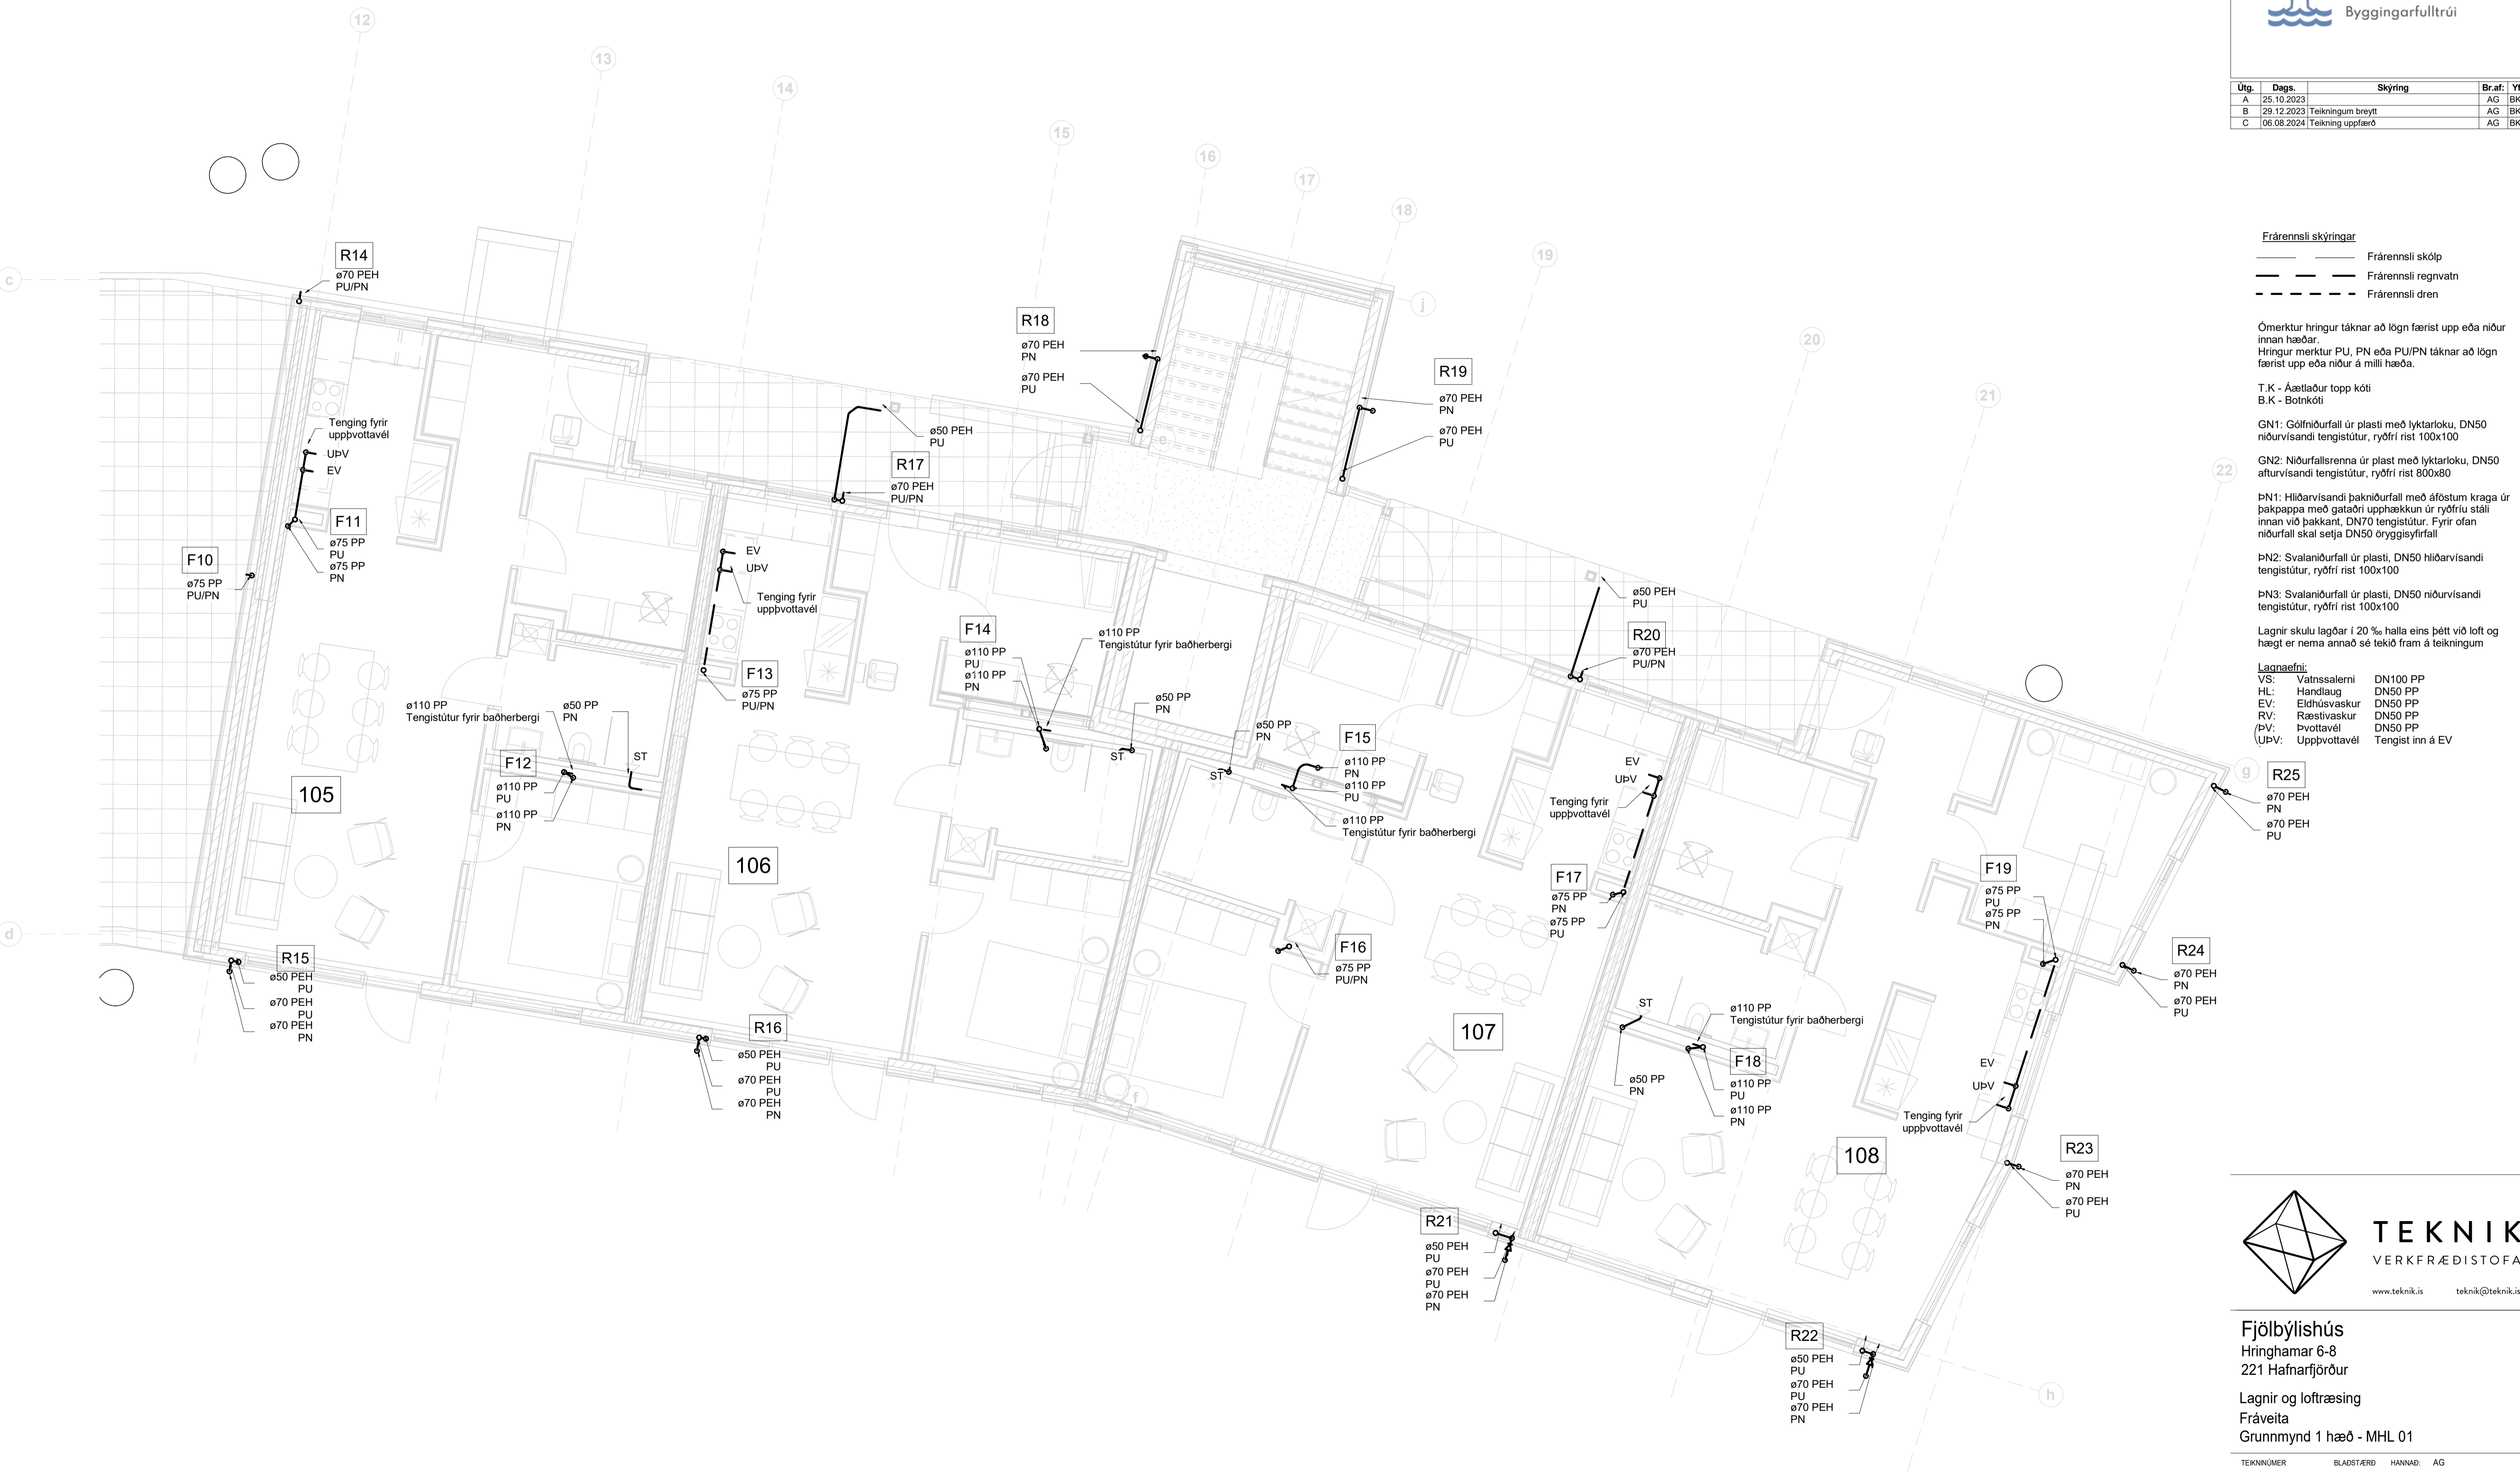 12
13
14
15
16
17
18
19
20
21
22
c
d
e
f
g
h
j
R14
ø70 PEH
PU/PN
Tenging fyrir
uppþvottavél
UÞV
EV
F11
ø75 PP
PU
ø75 PP
PN
F10
ø75 PP
PU/PN
105
R15
ø50 PEH
PU
ø70 PEH
PU
ø70 PEH
PN
ø110 PP
Tengistútur fyrir baðherbergi
F12
ø110 PP
PU
ø110 PP
PN
ø50 PP
PN
ST
R17
ø50 PEH
PU
ø70 PEH
PU/PN
EV
UÞV
Tenging fyrir
uppþvottavél
F13
ø75 PP
PU/PN
106
R16
ø50 PEH
PU
ø70 PEH
PU
ø70 PEH
PN
R18
ø70 PEH
PN
ø70 PEH
PU
R19
ø70 PEH
PN
ø70 PEH
PU
F14
ø110 PP
PU
ø110 PP
PN
ø110 PP
Tengistútur fyrir baðherbergi
ø50 PP
PN
ST
ø50 PP
PN
ST
F15
ø110 PP
PN
ø110 PP
PU
ø110 PP
Tengistútur fyrir baðherbergi
F16
ø75 PP
PU/PN
ø50 PEH
PU
R20
ø70 PEH
PU/PN
EV
UÞV
Tenging fyrir
uppþvottavél
F17
ø75 PP
PN
ø75 PP
PU
107
R21
ø50 PEH
PU
ø70 PEH
PU
ø70 PEH
PN
ST
ø50 PP
PN
ø110 PP
Tengistútur fyrir baðherbergi
F18
ø110 PP
PU
ø110 PP
PN
108
F19
ø75 PP
PU
ø75 PP
PN
EV
UÞV
Tenging fyrir
uppþvottavél
R22
ø50 PEH
PU
ø70 PEH
PU
ø70 PEH
PN
R23
ø70 PEH
PN
ø70 PEH
PU
R24
ø70 PEH
PN
ø70 PEH
PU
R25
ø70 PEH
PN
ø70 PEH
PU
Byggingarfulltrúi
Útg. Dags. Skýring Br.af:
A 25.10.2023 AG BK
B 29.12.2023 Teikningum breytt AG BK
C 06.08.2024 Teikning uppfærð AG BK
Frárennsli skýringar
Frárennsli skólp
Frárennsli regnvatn
Frárennsli dren
Ómerktur hringur táknar að lögn færist upp eða niður
innan hæðar.
Hringur merktur PU, PN eða PU/PN táknar að lögn
færist upp eða niður á milli hæða.
T.K - Áætlaður topp kóti
B.K - Botnkóti
GN1: Gólfniðurfall úr plasti með lyktarloku, DN50
niðurvísandi tengistútur, ryðfrí rist 100x100
GN2: Niðurfallsrenna úr plast með lyktarloku, DN50
afturvísandi tengistútur, ryðfrí rist 800x80
ÞN1: Hliðarvísandi þakniðurfall með áföstum kraga úr
þakpappa með gataðri upphækkun úr ryðfríu stáli
innan við þakkant, DN70 tengistútur. Fyrir ofan
niðurfall skal setja DN50 öryggisyfirfall
ÞN2: Svalaniðurfall úr plasti, DN50 hliðarvísandi
tengistútur, ryðfrí rist 100x100
ÞN3: Svalaniðurfall úr plasti, DN50 niðurvísandi
tengistútur, ryðfrí rist 100x100
Lagnir skulu lagðar í 20 ‰ halla eins þétt við loft og
hægt er nema annað sé tekið fram á teikningum
Lagnaefni:
VS: Vatnssalerni DN100 PP
HL: Handlaug DN50 PP
EV: Eldhúsvaskur DN50 PP
RV: Ræstivaskur DN50 PP
ÞV: Þvottavél DN50 PP
UÞV: Uppþvottavél Tengist inn á EV
TEKNIK
VERKFRÆÐISTOFA
www.teknik.is teknik@teknik.is
Fjölbýlishús
Hringhamar 6-8
221 Hafnarfjörður
Lagnir og loftræsing
Fráveita
Grunnmynd 1 hæð - MHL 01
TEIKNINÚMER BLAÐSTÆRÐ HANNAÐ: AG